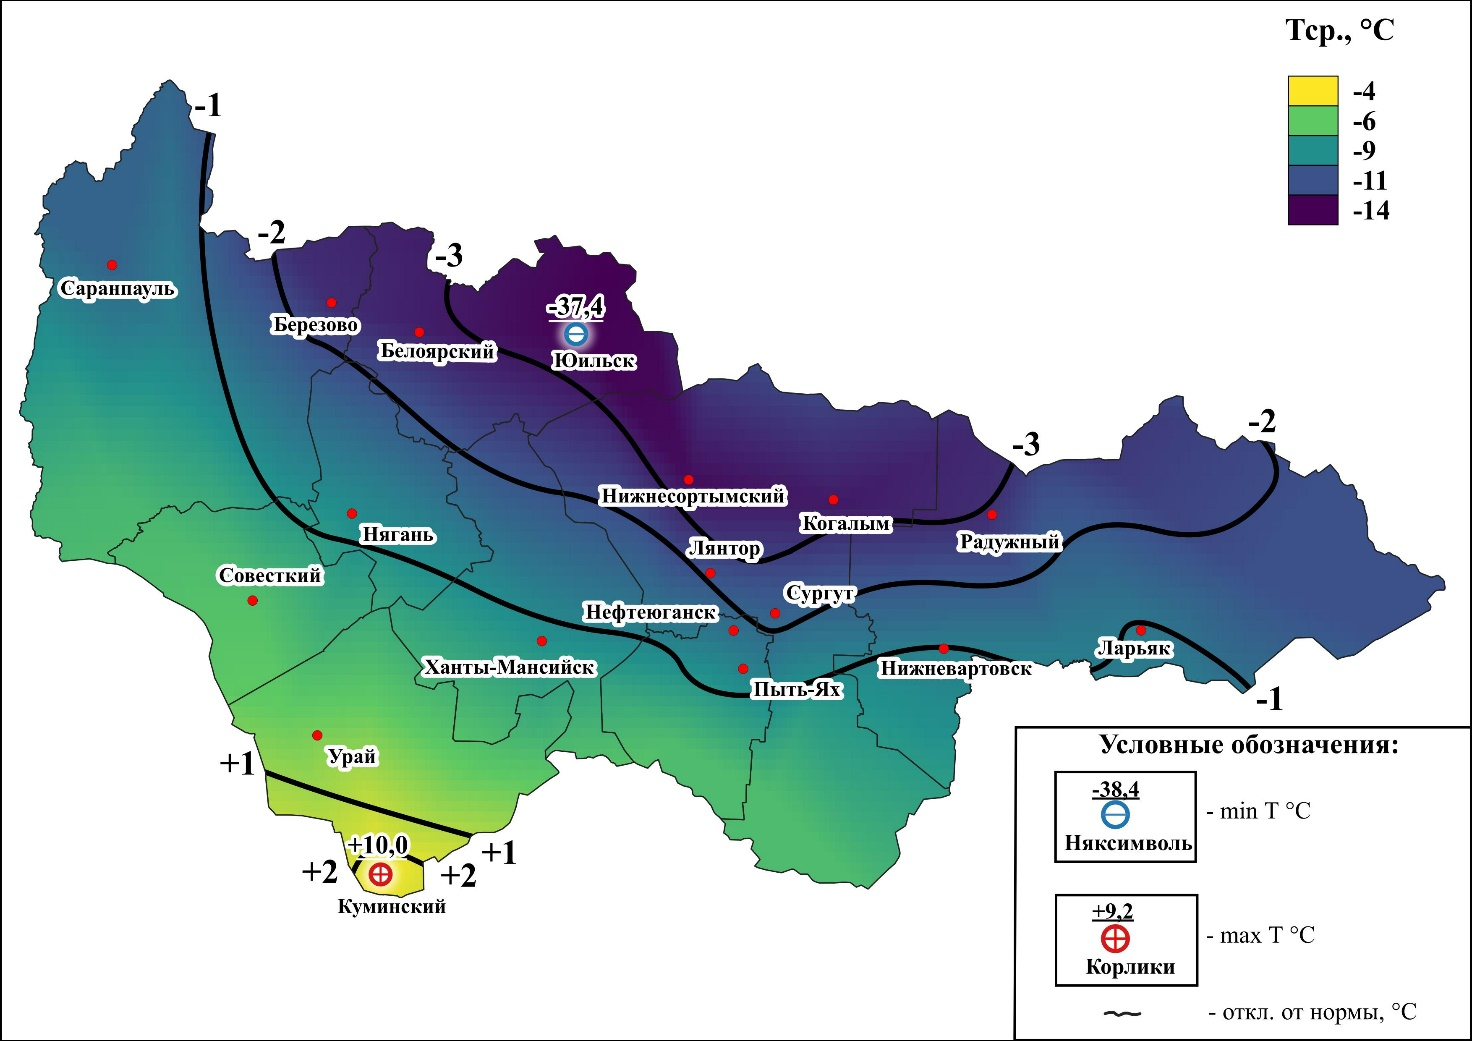 Тср., °C
-4
-6
-9
-11
-14
-1
-2
-3
-37,4
Юильск
Саранпауль
Березово
Белоярский
-2
-3
Нижнесортымский
Когалым
Радужный
Нягань
Лянтор
Совесткий
Сургут
Нефтеюганск
Ханты-Мансийск
Ларьяк
Нижневартовск
Пыть-Ях
-1
Урай
+1
+10,0
+1
+2
+2
Куминский
Условные обозначения:
-38,4
Няксимволь
- min T °C
+9,2
Корлики
- max T °C
- откл. от нормы, °C